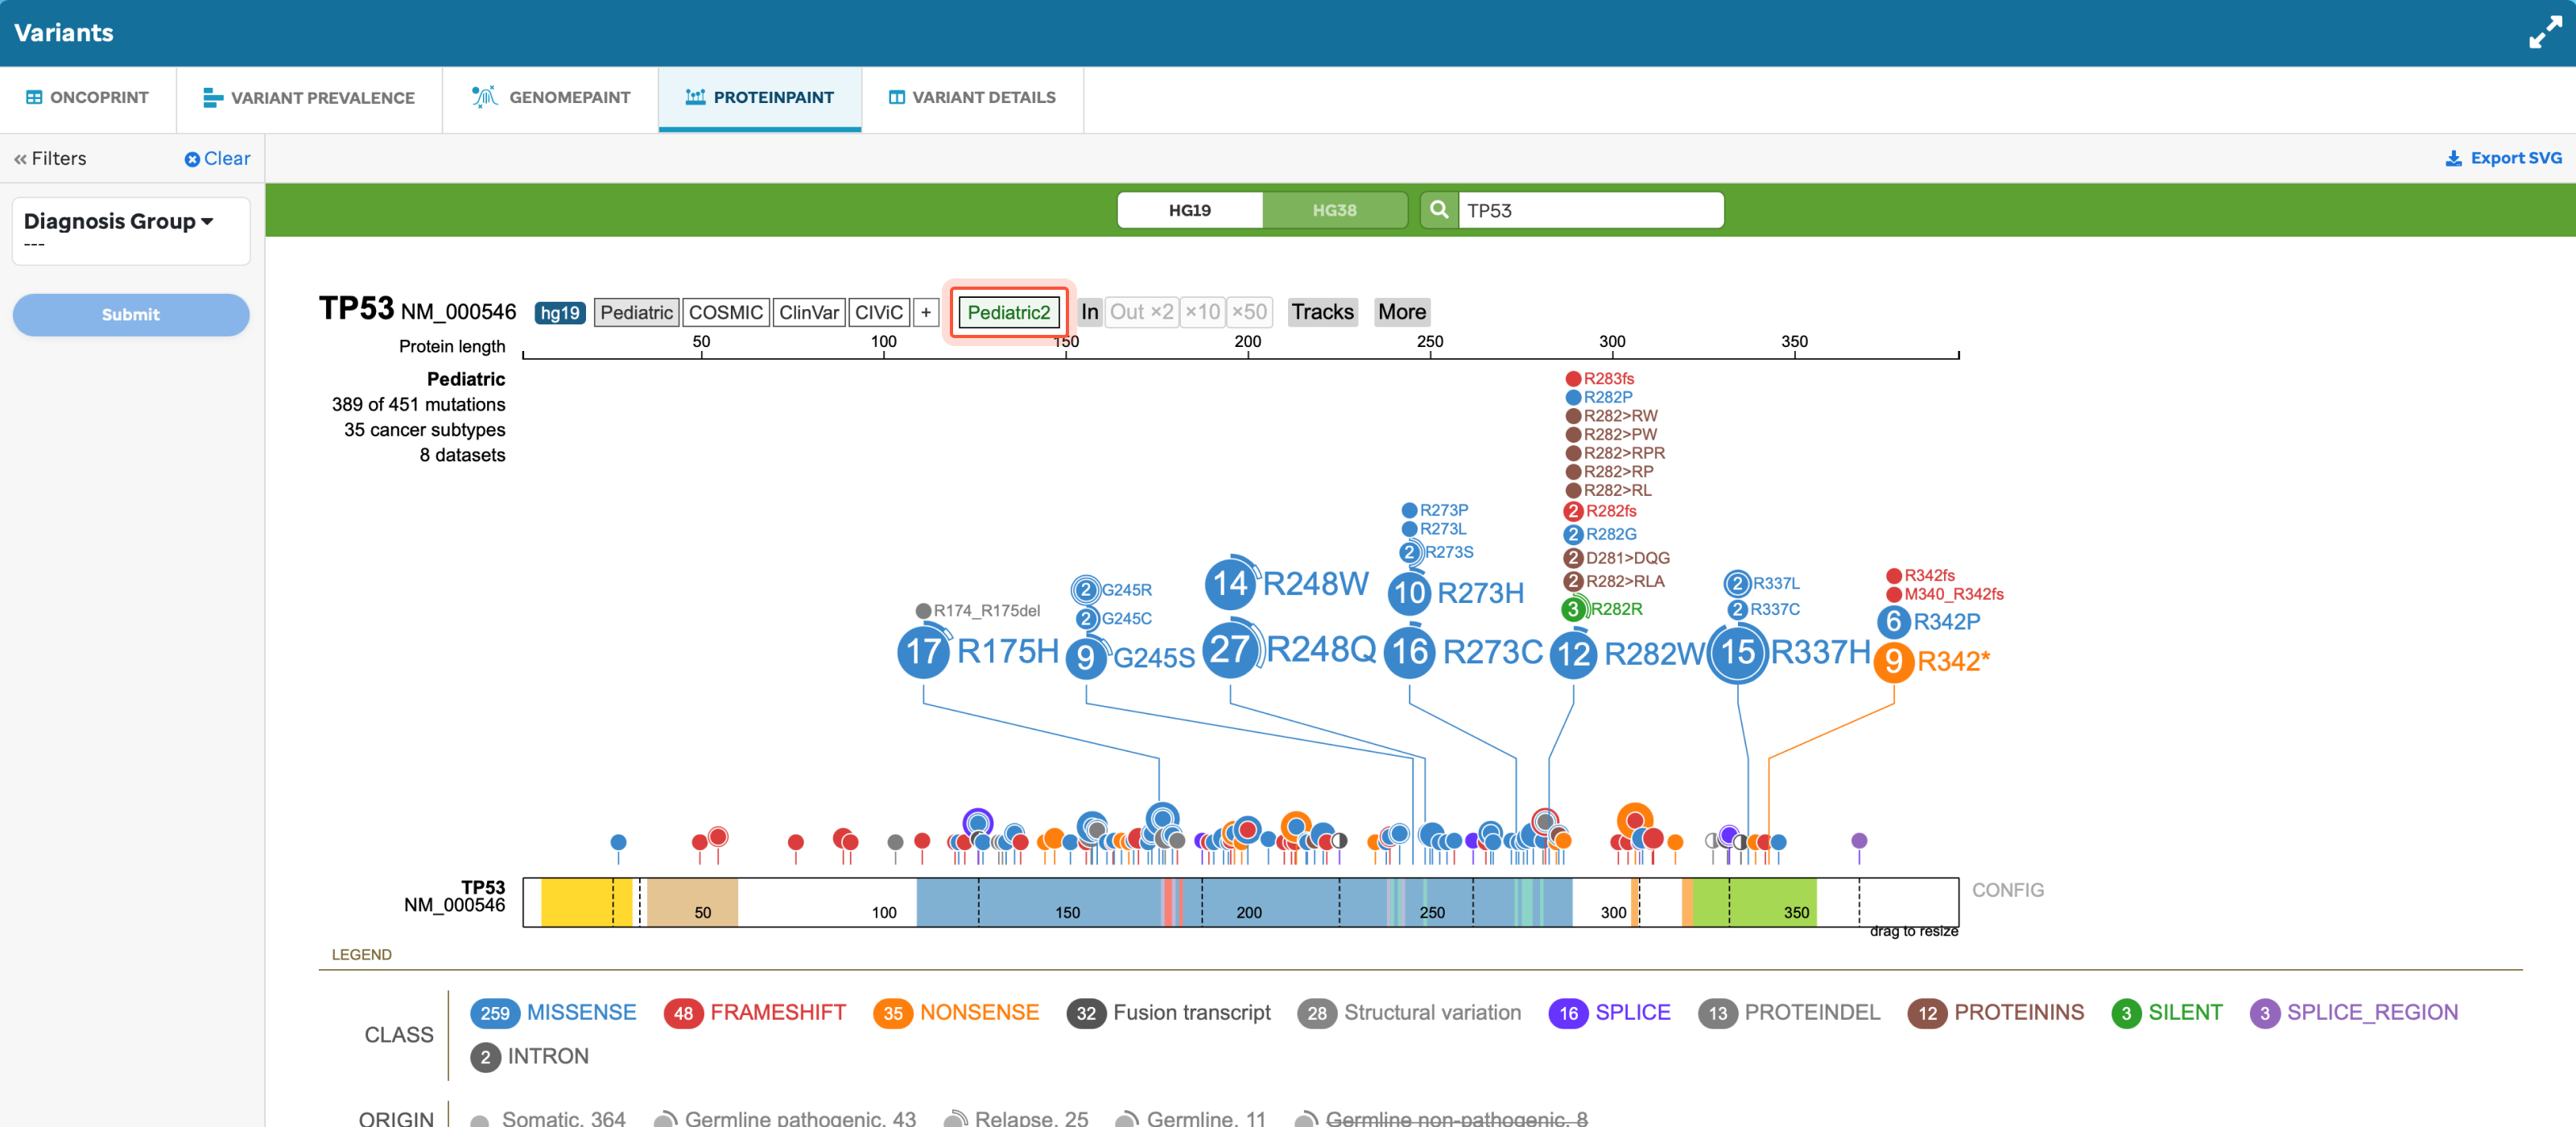 Variants
ONCOPRINT VARIANT PREVALENCE GENOMEPAINT PROTEINPAINT VARIANT DETAILS
Filters Clear Export SVG
Diagnosis Group
---
Submit
HG19 HG38 TP53
TP53 NM_000546 hg19 Pediatric COSMIC ClinVar CIViC + Pediatric2 In Out ×2 ×10 ×50 Tracks More
Protein length 50 100 150 200 250 300 350
Pediatric
389 of 451 mutations
35 cancer subtypes
8 datasets
R283fs
R282P
R282>RW
R282>PW
R282>RPR
R282>RP
R282>RL
2 R282fs
2 R282G
2 D281>DQG
2 R282>RLA
3 R282R
12 R282W
R273P
R273L
2 R273S
10 R273H
16 R273C
14 R248W
27 R248Q
2 G245R
2 G245C
9 G245S
R174_R175del
17 R175H
2 R337L
2 R337C
15 R337H
R342fs
M340_R342fs
6 R342P
9 R342*
TP53
NM_000546
50 100 150 200 250 300 350
CONFIG
drag to resize
LEGEND
CLASS
259 MISSENSE 48 FRAMESHIFT 35 NONSENSE 32 Fusion transcript 28 Structural variation 16 SPLICE 13 PROTEINDEL 12 PROTEININS 3 SILENT 3 SPLICE_REGION
2 INTRON
ORIGIN Somatic, 364 Germline pathogenic, 43 Relapse, 25 Germline, 11 Germline non-pathogenic, 8